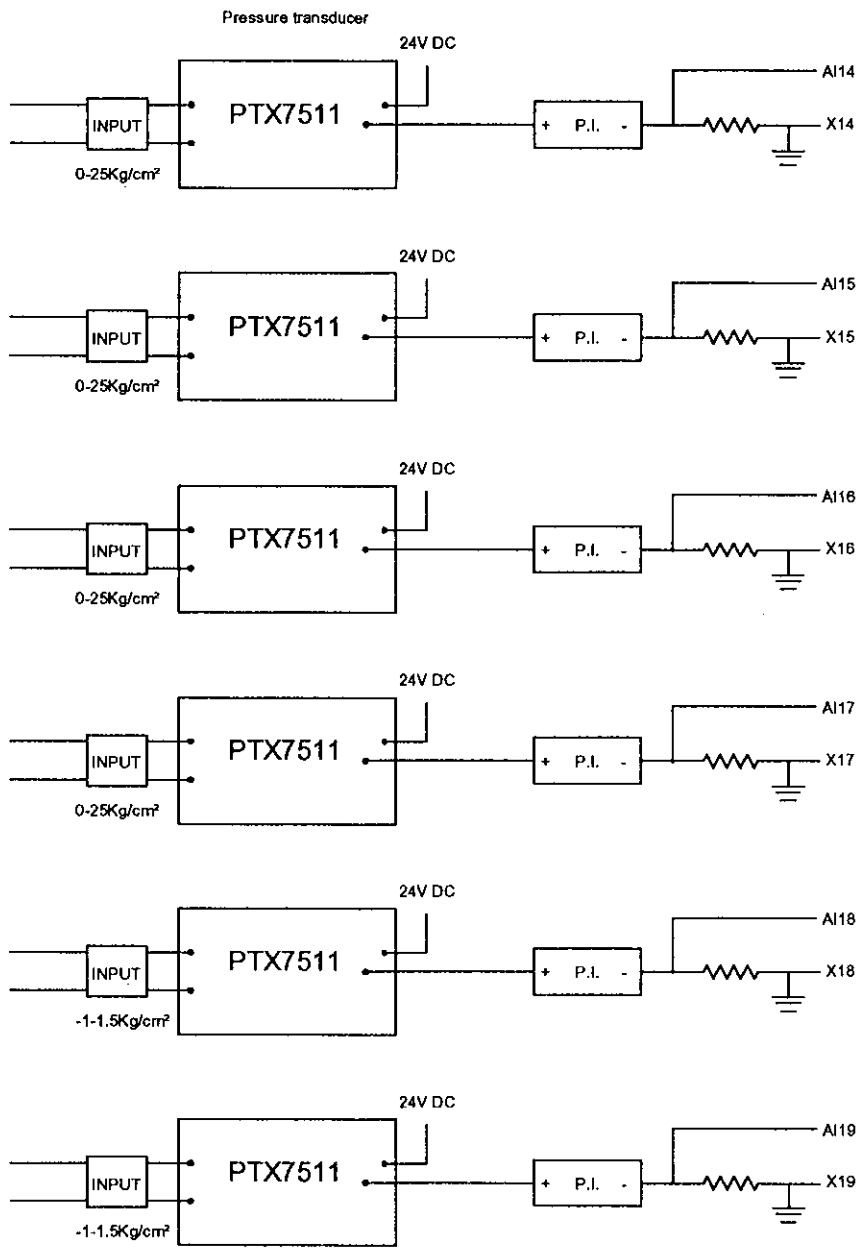 Pressure transducer
24V DC
AI14
INPUT
PTX7511
+ P.I. -
X14
0-25Kg/cm²
24V DC
AI15
INPUT
PTX7511
+ P.I. -
X15
0-25Kg/cm²
24V DC
AI16
INPUT
PTX7511
+ P.I. -
X16
0-25Kg/cm²
24V DC
AI17
INPUT
PTX7511
+ P.I. -
X17
0-25Kg/cm²
24V DC
AI18
INPUT
PTX7511
+ P.I. -
X18
-1-1.5Kg/cm²
24V DC
AI19
INPUT
PTX7511
+ P.I. -
X19
-1-1.5Kg/cm²